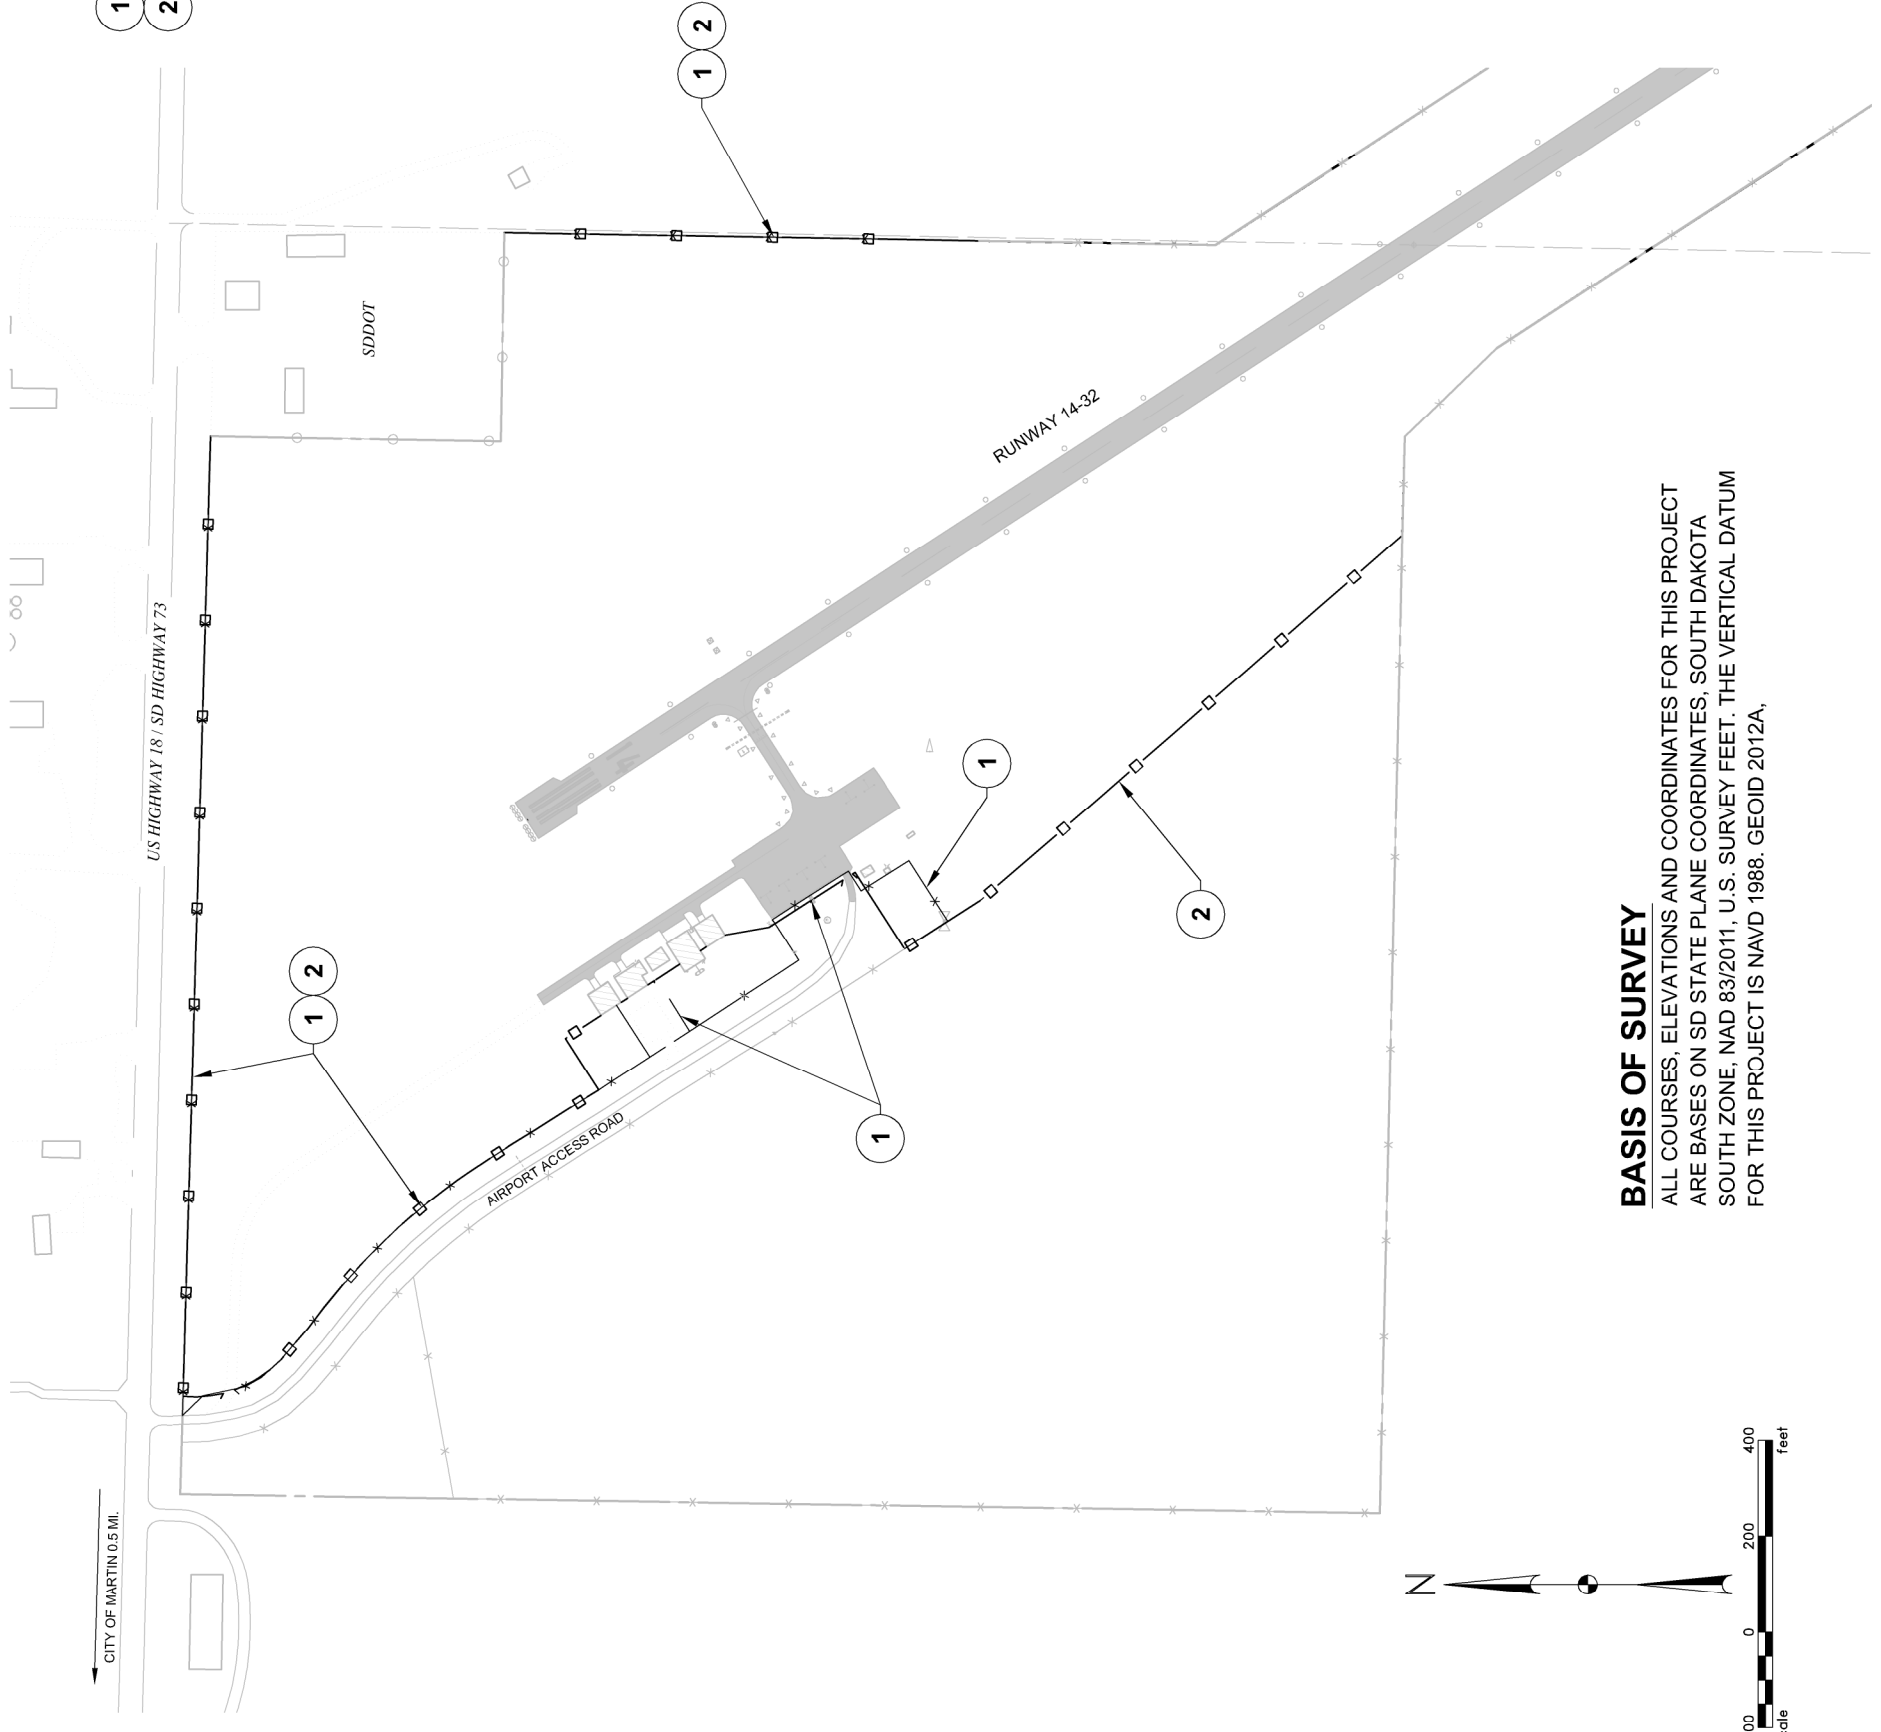 1
2
1
2
US HIGHWAY 18 / SD HIGHWAY 73
SDDOT
RUNWAY 14-32
1
2
1
2
1
1
AIRPORT ACCESS ROAD
CITY OF MARTIN 0.5 MI.
BASIS OF SURVEY
ALL COURSES, ELEVATIONS AND COORDINATES FOR THIS PROJECT
ARE BASES ON SD STATE PLANE COORDINATES, SOUTH DAKOTA
SOUTH ZONE, NAD 83/2011, U.S. SURVEY FEET. THE VERTICAL DATUM
FOR THIS PROJECT IS NAVD 1988. GEOID 2012A,
N
0 200 400
feet